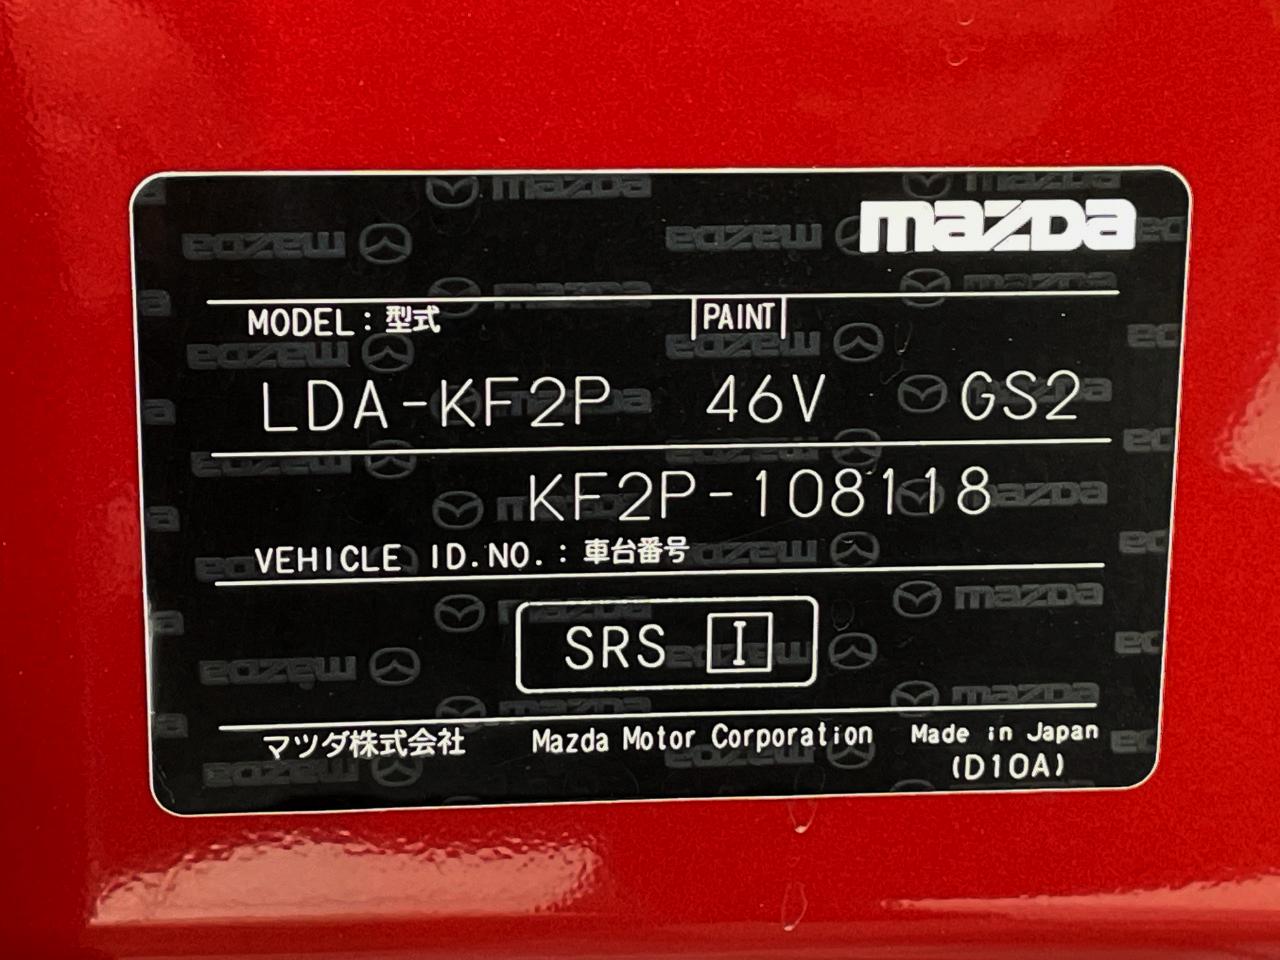 mazda
MODEL : 型式 PAINT
LDA-KF2P 46V GS2
KF2P-108118
VEHICLE ID.NO. : 車台番号
SRS I
マツダ株式会社 Mazda Motor Corporation Made in Japan
(D10A)